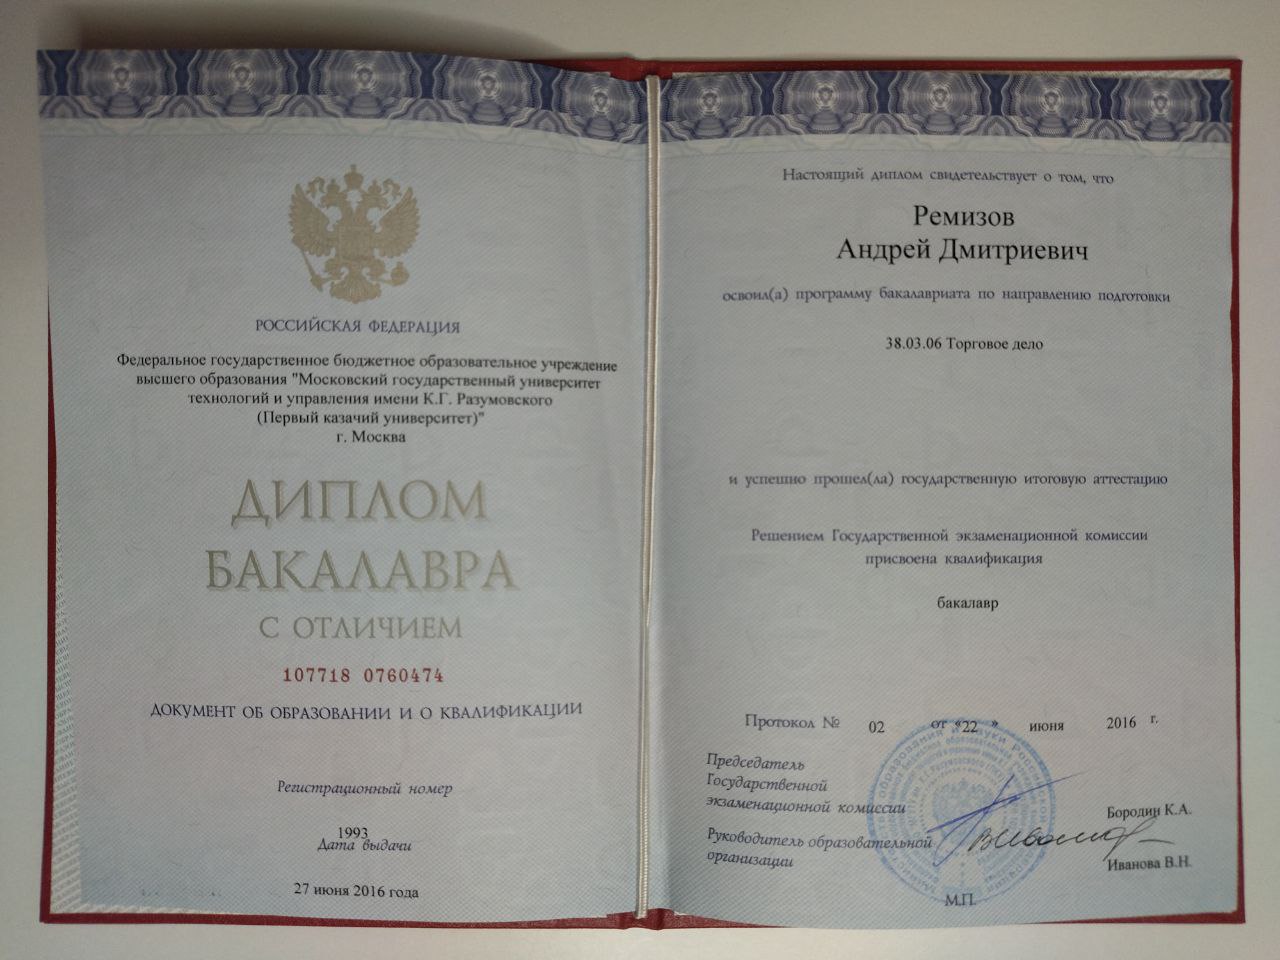 РОССИЙСКАЯ ФЕДЕРАЦИЯ
Федеральное государственное бюджетное образовательное учреждение
высшего образования "Московский государственный университет
технологий и управления имени К.Г. Разумовского
(Первый казачий университет)"
г. Москва
ДИПЛОМ
БАКАЛАВРА
С ОТЛИЧИЕМ
107718 0760474
ДОКУМЕНТ ОБ ОБРАЗОВАНИИ И О КВАЛИФИКАЦИИ
Регистрационный номер
1993
Дата выдачи
27 июня 2016 года
Настоящий диплом свидетельствует о том, что
Ремизов
Андрей Дмитриевич
освоил(а) программу бакалавриата по направлению подготовки
38.03.06 Торговое дело
и успешно прошел(ла) государственную итоговую аттестацию
Решением Государственной экзаменационной комиссии
присвоена квалификация
бакалавр
Протокол № 02 от «22 » июня 2016 г.
Председатель
Государственной
экзаменационной комиссии
Бородин К.А.
Руководитель образовательной
организации
Иванова В.Н.
М.П.